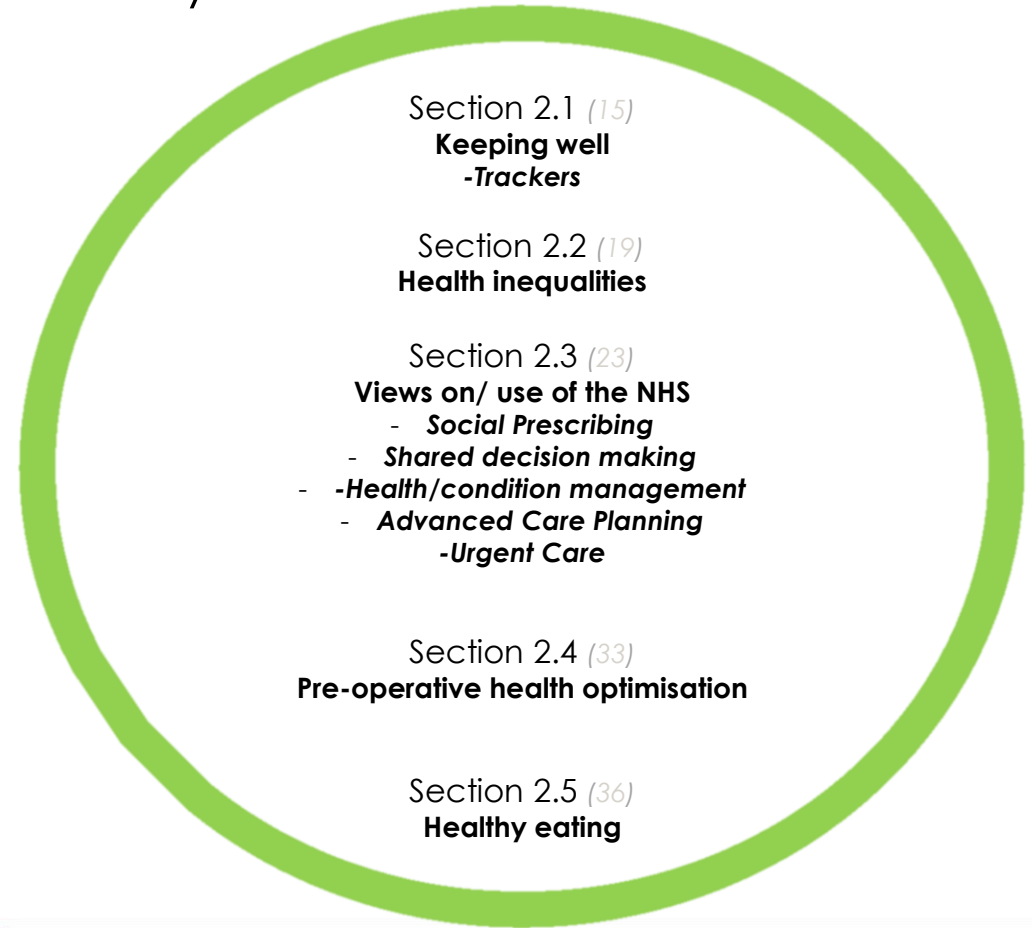 Section 2.1 (15)
Keeping well
-Trackers
Section 2.2 (19)
Health inequalities
Section 2.3 (23)
Views on/ use of the NHS
- Social Prescribing
- Shared decision making
- -Health/condition management
- Advanced Care Planning
-Urgent Care
Section 2.4 (33)
Pre-operative health optimisation
Section 2.5 (36)
Healthy eating